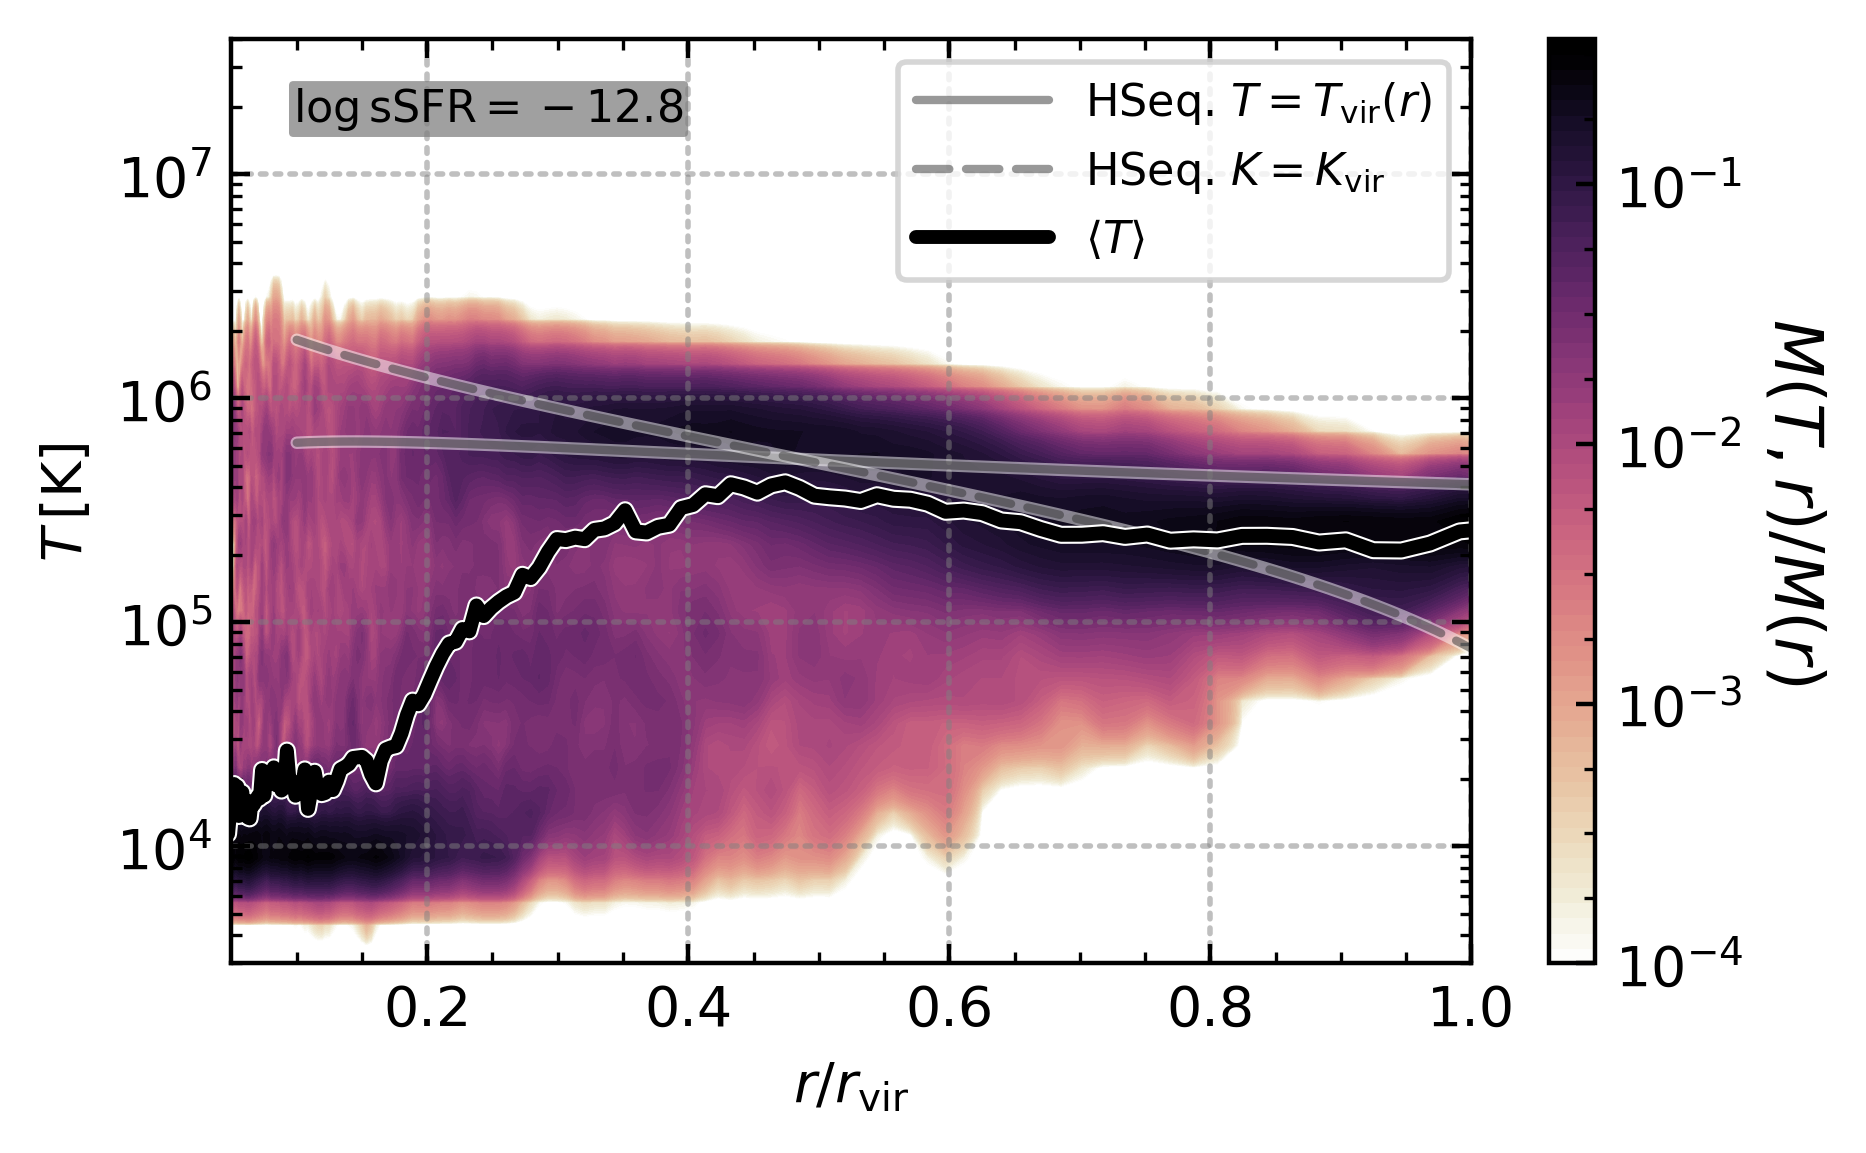 log sSFR = − 12.8
HSeq. T = T_vir(r)
HSeq. K = K_vir
⟨T⟩
10^7
10^6
10^5
10^4
T [K]
0.2 0.4 0.6 0.8 1.0
r/r_vir
10^−1
10^−2
10^−3
10^−4
M(T, r)/M(r)